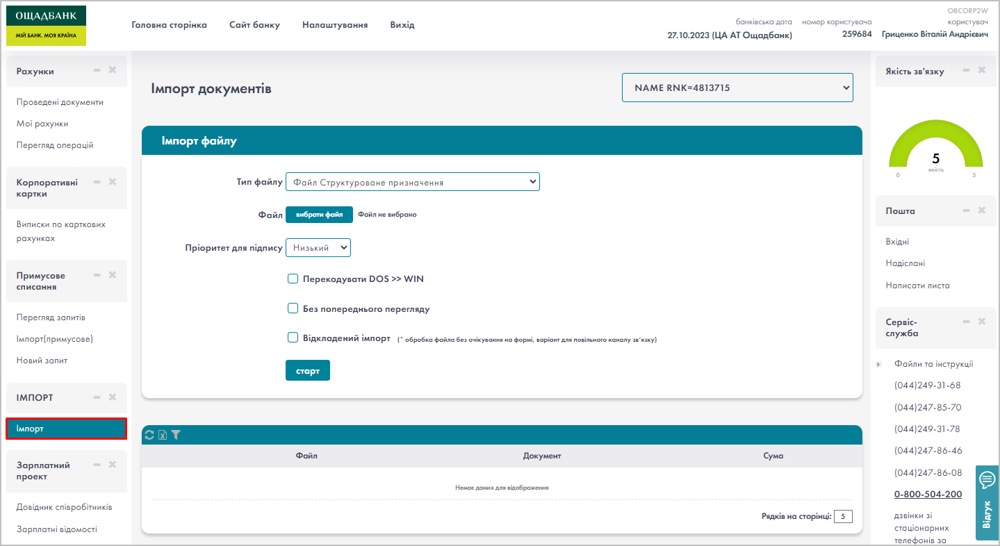 ОЩАДБАНК
МІЙ БАНК. МОЯ КРАЇНА
Головна сторінка
Сайт банку
Налаштування
Вихід
банківська дата
27.10.2023 (ЦА АТ Ощадбанк)
номер користувача
259684
OBCORP2W
користувач
Гриценко Віталій Андрієвич
Рахунки
Проведені документи
Мої рахунки
Перегляд операцій
Корпоративні
картки
Виписки по карткових
рахунках
Примусове
списання
Перегляд запитів
Імпорт(примусове)
Новий запит
ІМПОРТ
Імпорт
Зарплатний
проект
Довідник співробітників
Зарплатні відомості
Імпорт документів
NAME RNK=4813715
Імпорт файлу
Тип файлу
Файл Структуроване призначення
Файл
вибрати файл
Файл не вибрано
Пріоритет для підпису
Низький
Перекодувати DOS >> WIN
Без попереднього перегляду
Відкладений імпорт (* обробка файла без очікування на формі, варіант для повільного каналу зв'язку)
старт
Файл
Документ
Сума
Немає даних для відображення
Рядків на сторінці: 5
Якість зв'язку
5
якість
0
5
Пошта
Вхідні
Надіслані
Написати листа
Сервіс-
служба
Файли та інструкції
(044)249-31-68
(044)247-85-70
(044)249-31-78
(044)247-86-46
(044)247-86-08
0-800-504-200
дзвінки зі
стаціонарних
телефонів за
Відгук